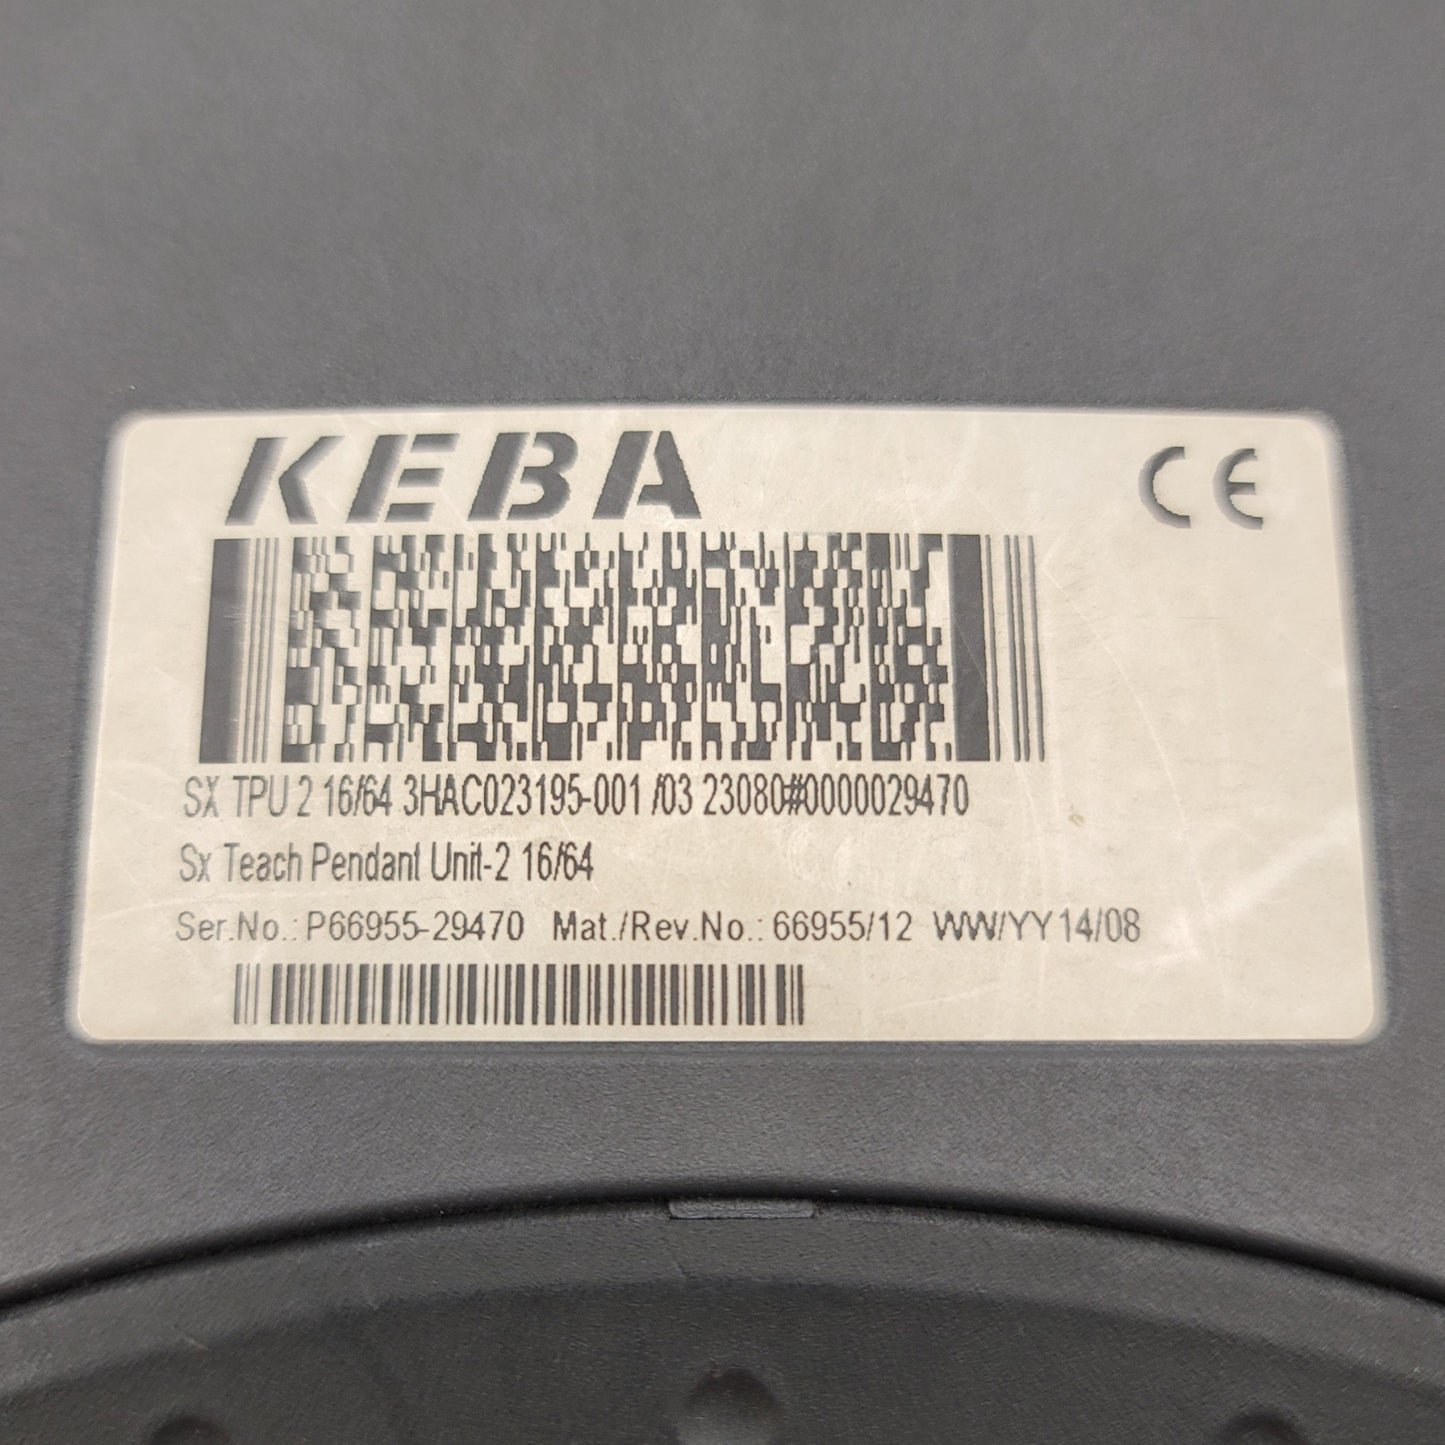 KEBA
CE
SX TPU 2 16/64 3HAC023195-001 /03 23080#0000029470
Sx Teach Pendant Unit-2 16/64
Ser.No.: P66955-29470 Mat./Rev.No.: 66955/12 WW/YY 14/08